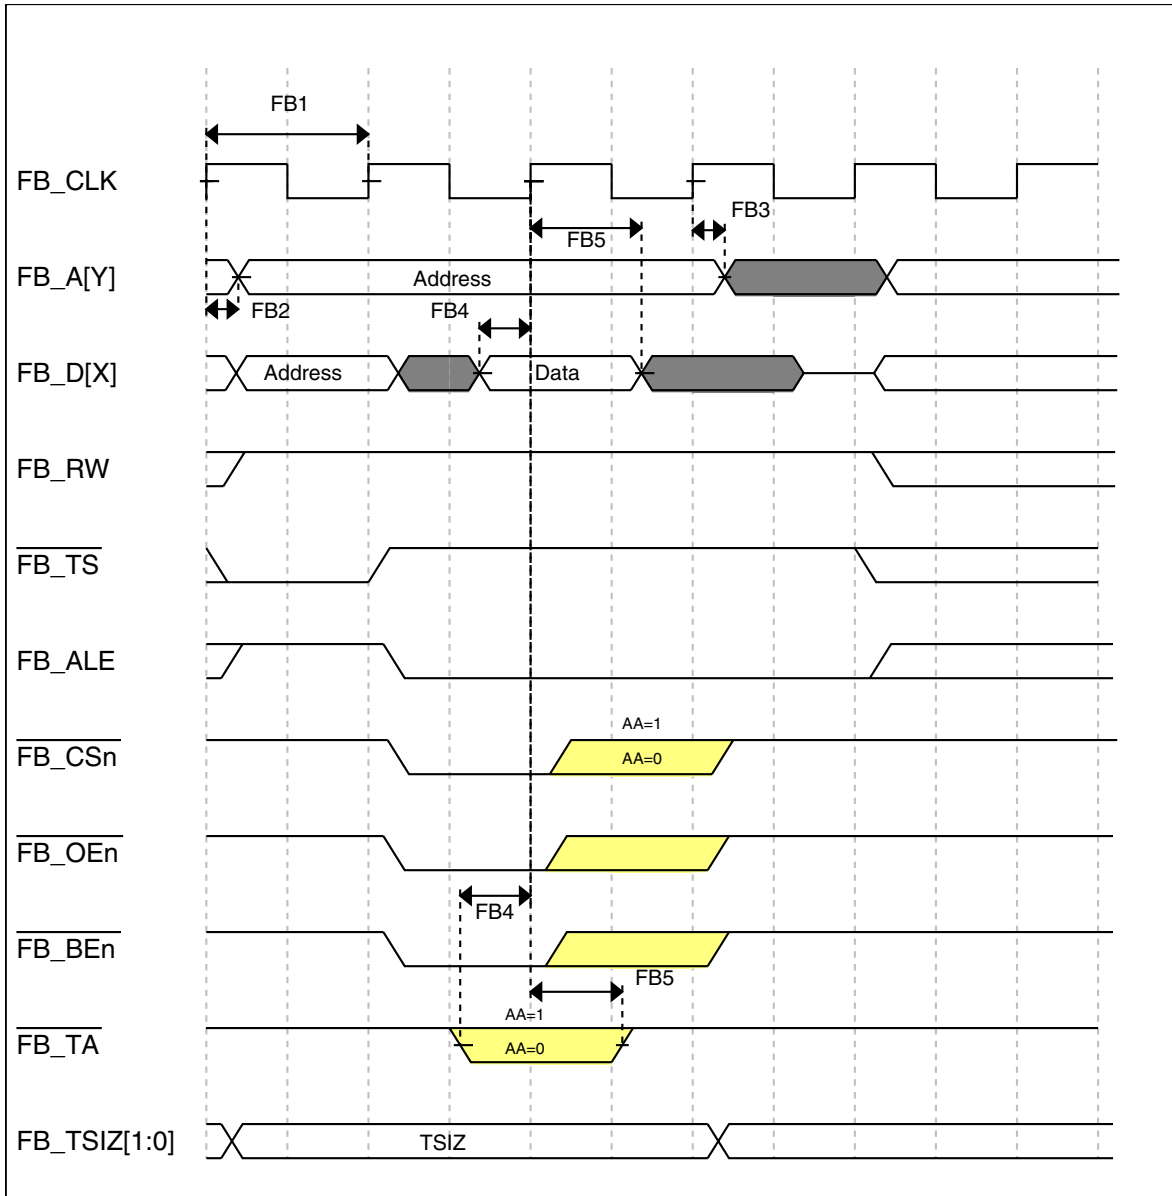 FB1
FB_CLK
FB3
FB5
FB_A[Y]
Address
FB2
FB4
FB_D[X]
Address
Data
FB_RW
FB_TS
FB_ALE
AA=1
FB_CSn
AA=0
FB_OEn
FB4
FB_BEn
FB5
AA=1
FB_TA
AA=0
FB_TSIZ[1:0]
TSIZ